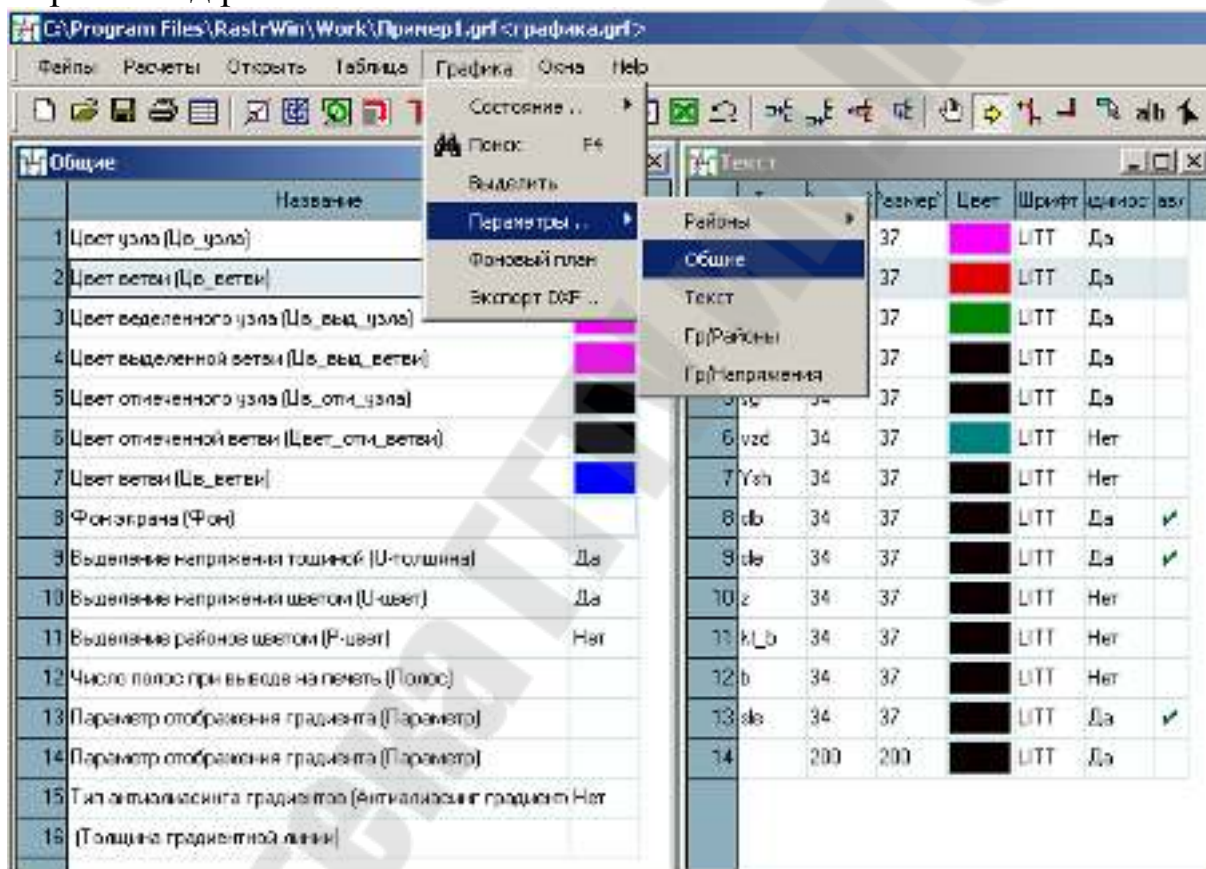 C:\Program Files\RastrWin\Work\Пример1.grf <графика.grf>
Файлы Расчеты Открыть Таблица Графика Окна Help
Состояние ..
Поиск F4
Выделить
Параметры ..
Фоновый план
Экспорт DXF ..
Районы
Общие
Текст
Гр/Районы
Гр/Напряжения
Общие
Название
1 Цвет узла (Цв_узла)
2 Цвет ветви (Цв_ветви)
3 Цвет веделенного узла (Цв_выд_узла)
4 Цвет выделенной ветви (Цв_выд_ветви)
5 Цвет отмеченного узла (Цв_отм_узла)
6 Цвет отмеченной ветви (Цвет_отм_ветви)
7 Цвет ветви (Цв_ветви)
8 Фон экрана (Фон)
9 Выделение напряжения тощиной (U-толшина) Да
10 Выделение напряжения цветом (U-цвет) Да
11 Выделение районов цветом (Р-цвет) Нет
12 Число полос при выводе на печеть (Полос)
13 Параметр отображения градиента (Параметр)
14 Параметр отображения градиента (Параметр)
15 Тип антиалиасинга градиентов (Антиалиасинг градиент Нет
16 (Толщина градиентной линии)
Текст
Цвет Шрифт
37 LITT Да
37 LITT Да
37 LITT Да
37 LITT Да
37 LITT Да
6 vzd 34 37 LITT Нет
7 Ysh 34 37 LITT Нет
8 db 34 37 LITT Да
9 dle 34 37 LITT Да
10 z 34 37 LITT Нет
11 kt_b 34 37 LITT Нет
12 b 34 37 LITT Нет
13 sle 34 37 LITT Да
14 200 200 LITT Да